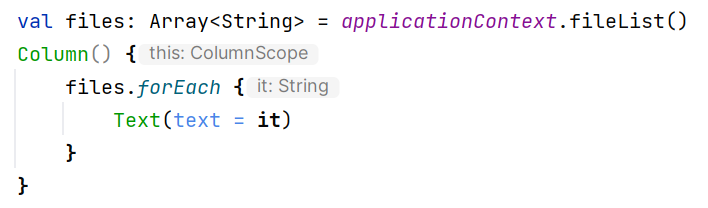 val files: Array<String> = applicationContext.fileList()
Column() { this: ColumnScope
    files.forEach { it: String
        Text(text = it)
    }
}